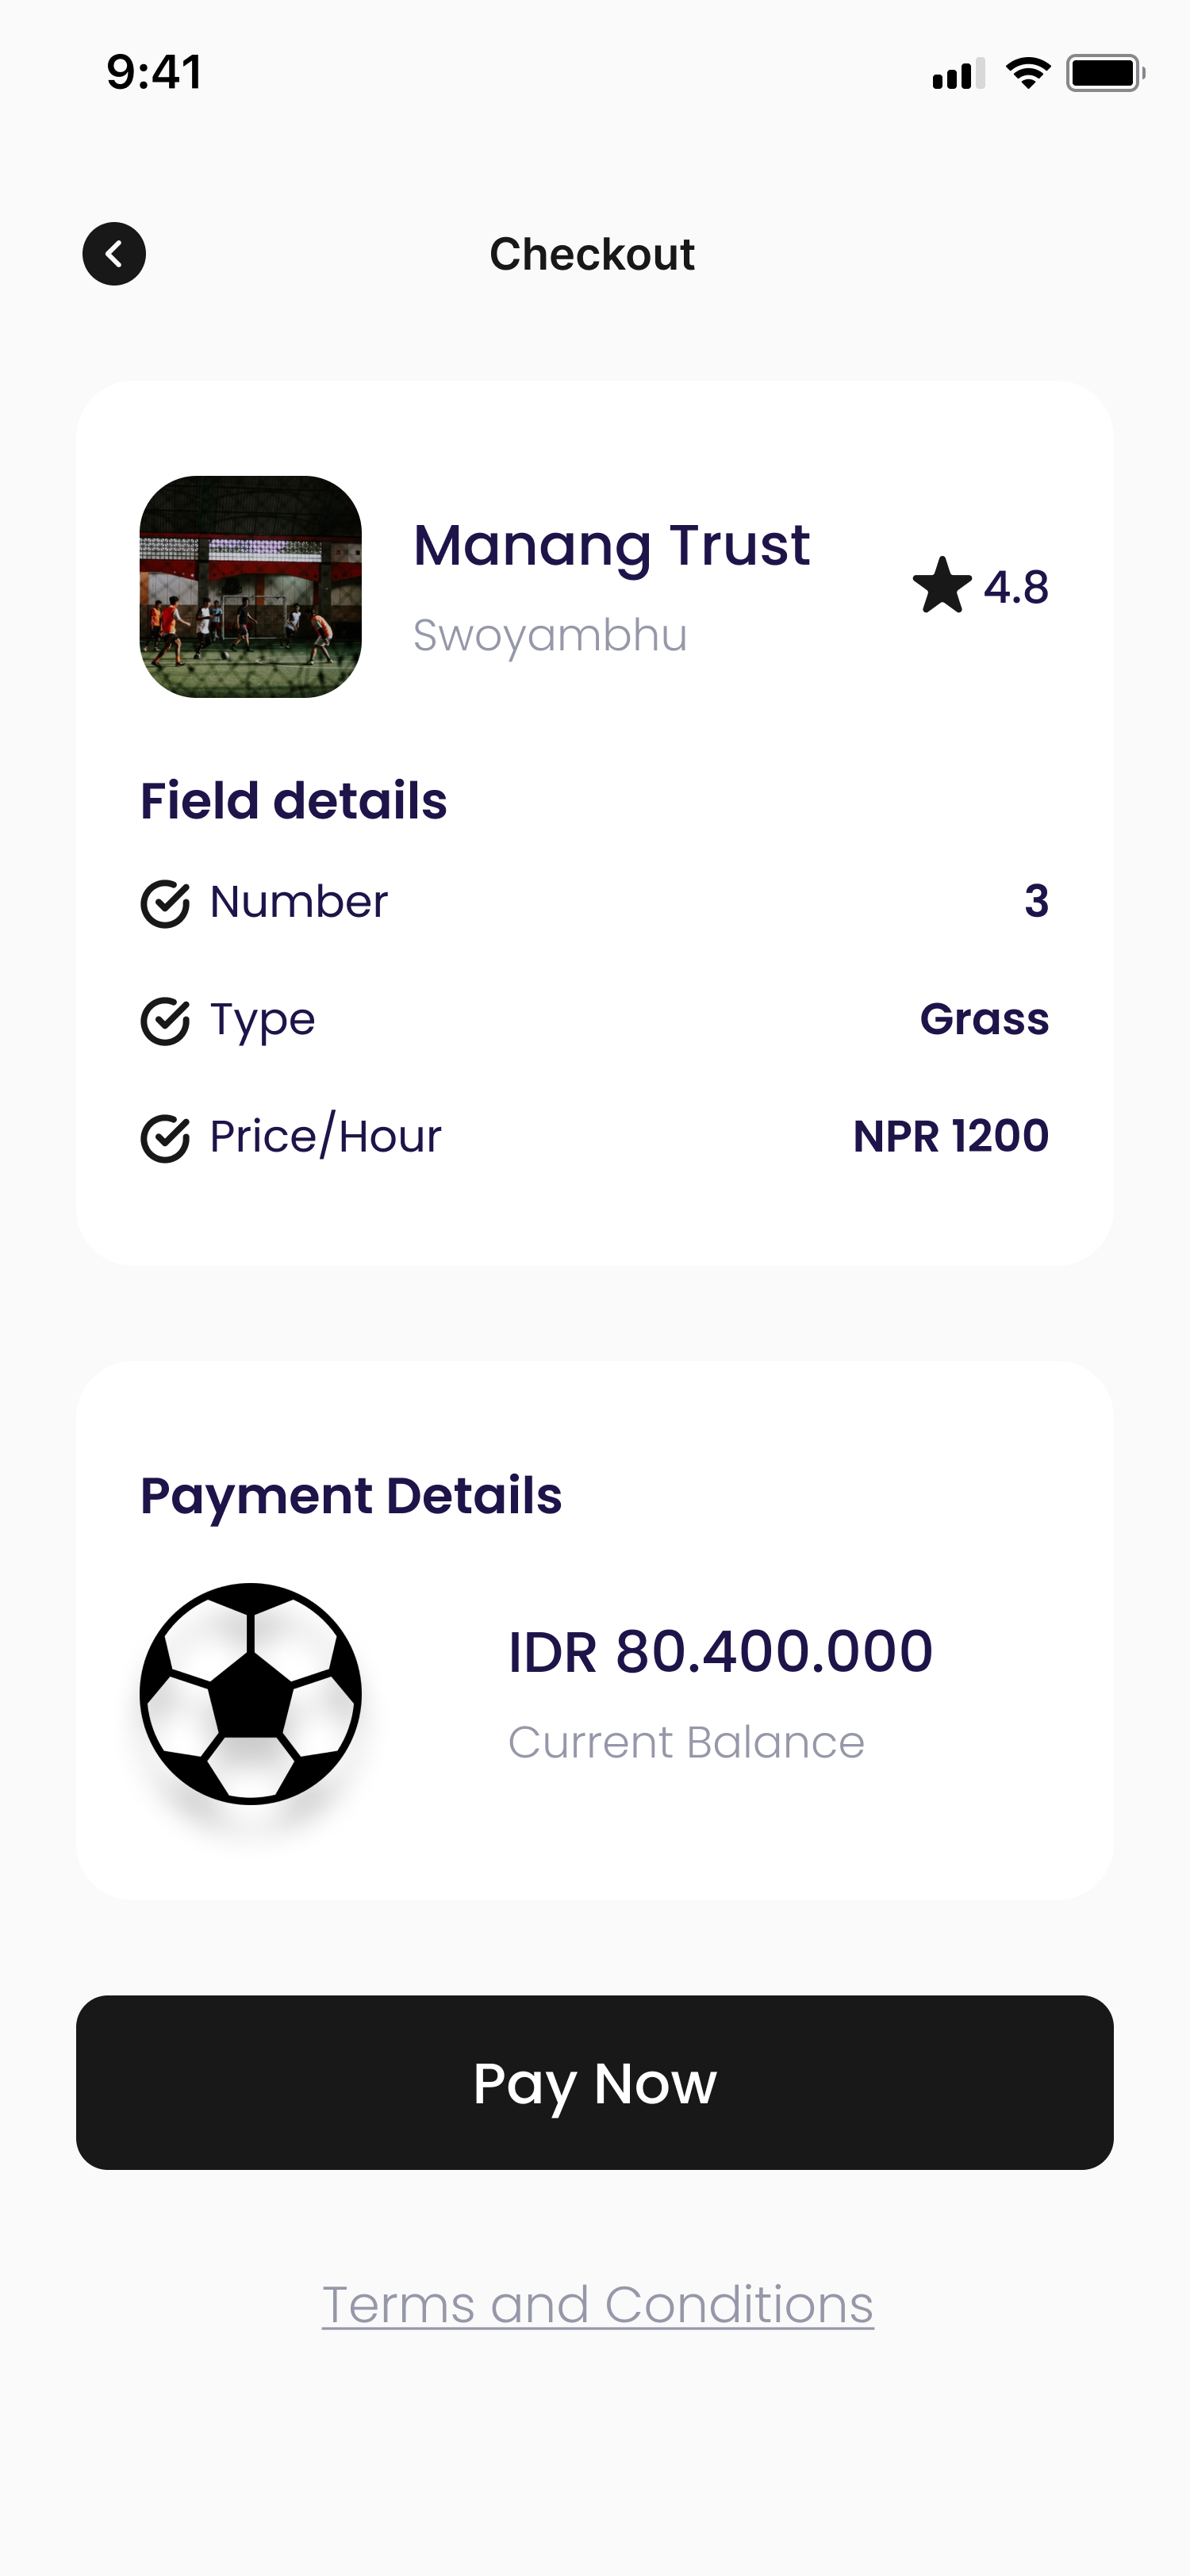 9:41
Checkout
Manang Trust
Swoyambhu
4.8
Field details
Number 3
Type Grass
Price/Hour NPR 1200
Payment Details
IDR 80.400.000
Current Balance
Pay Now
Terms and Conditions